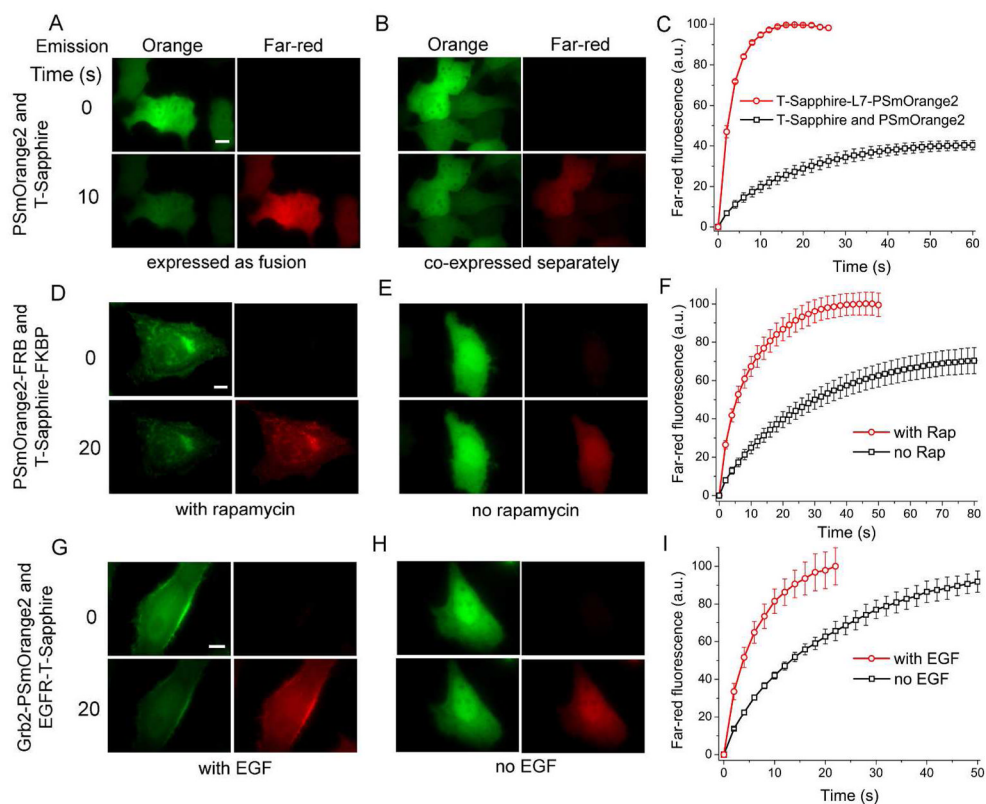 A
B
C
Emission
Orange
Far-red
Orange
Far-red
Time (s)
0
10
PSmOrange2 and
T-Sapphire
expressed as fusion
co-expressed separately
100
80
60
40
20
0
Far-red fluroescence (a.u.)
T-Sapphire-L7-PSmOrange2
T-Sapphire and PSmOrange2
0 10 20 30 40 50 60
Time (s)
D
E
F
0
20
PSmOrange2-FRB and
T-Sapphire-FKBP
with rapamycin
no rapamycin
100
80
60
40
20
0
Far-red fluorescence (a.u.)
with Rap
no Rap
0 10 20 30 40 50 60 70 80
Time (s)
G
H
I
0
20
Grb2-PSmOrange2 and
EGFR-T-Sapphire
with EGF
no EGF
100
80
60
40
20
0
Far-red fluorescence (a.u.)
with EGF
no EGF
0 10 20 30 40 50
Time (s)